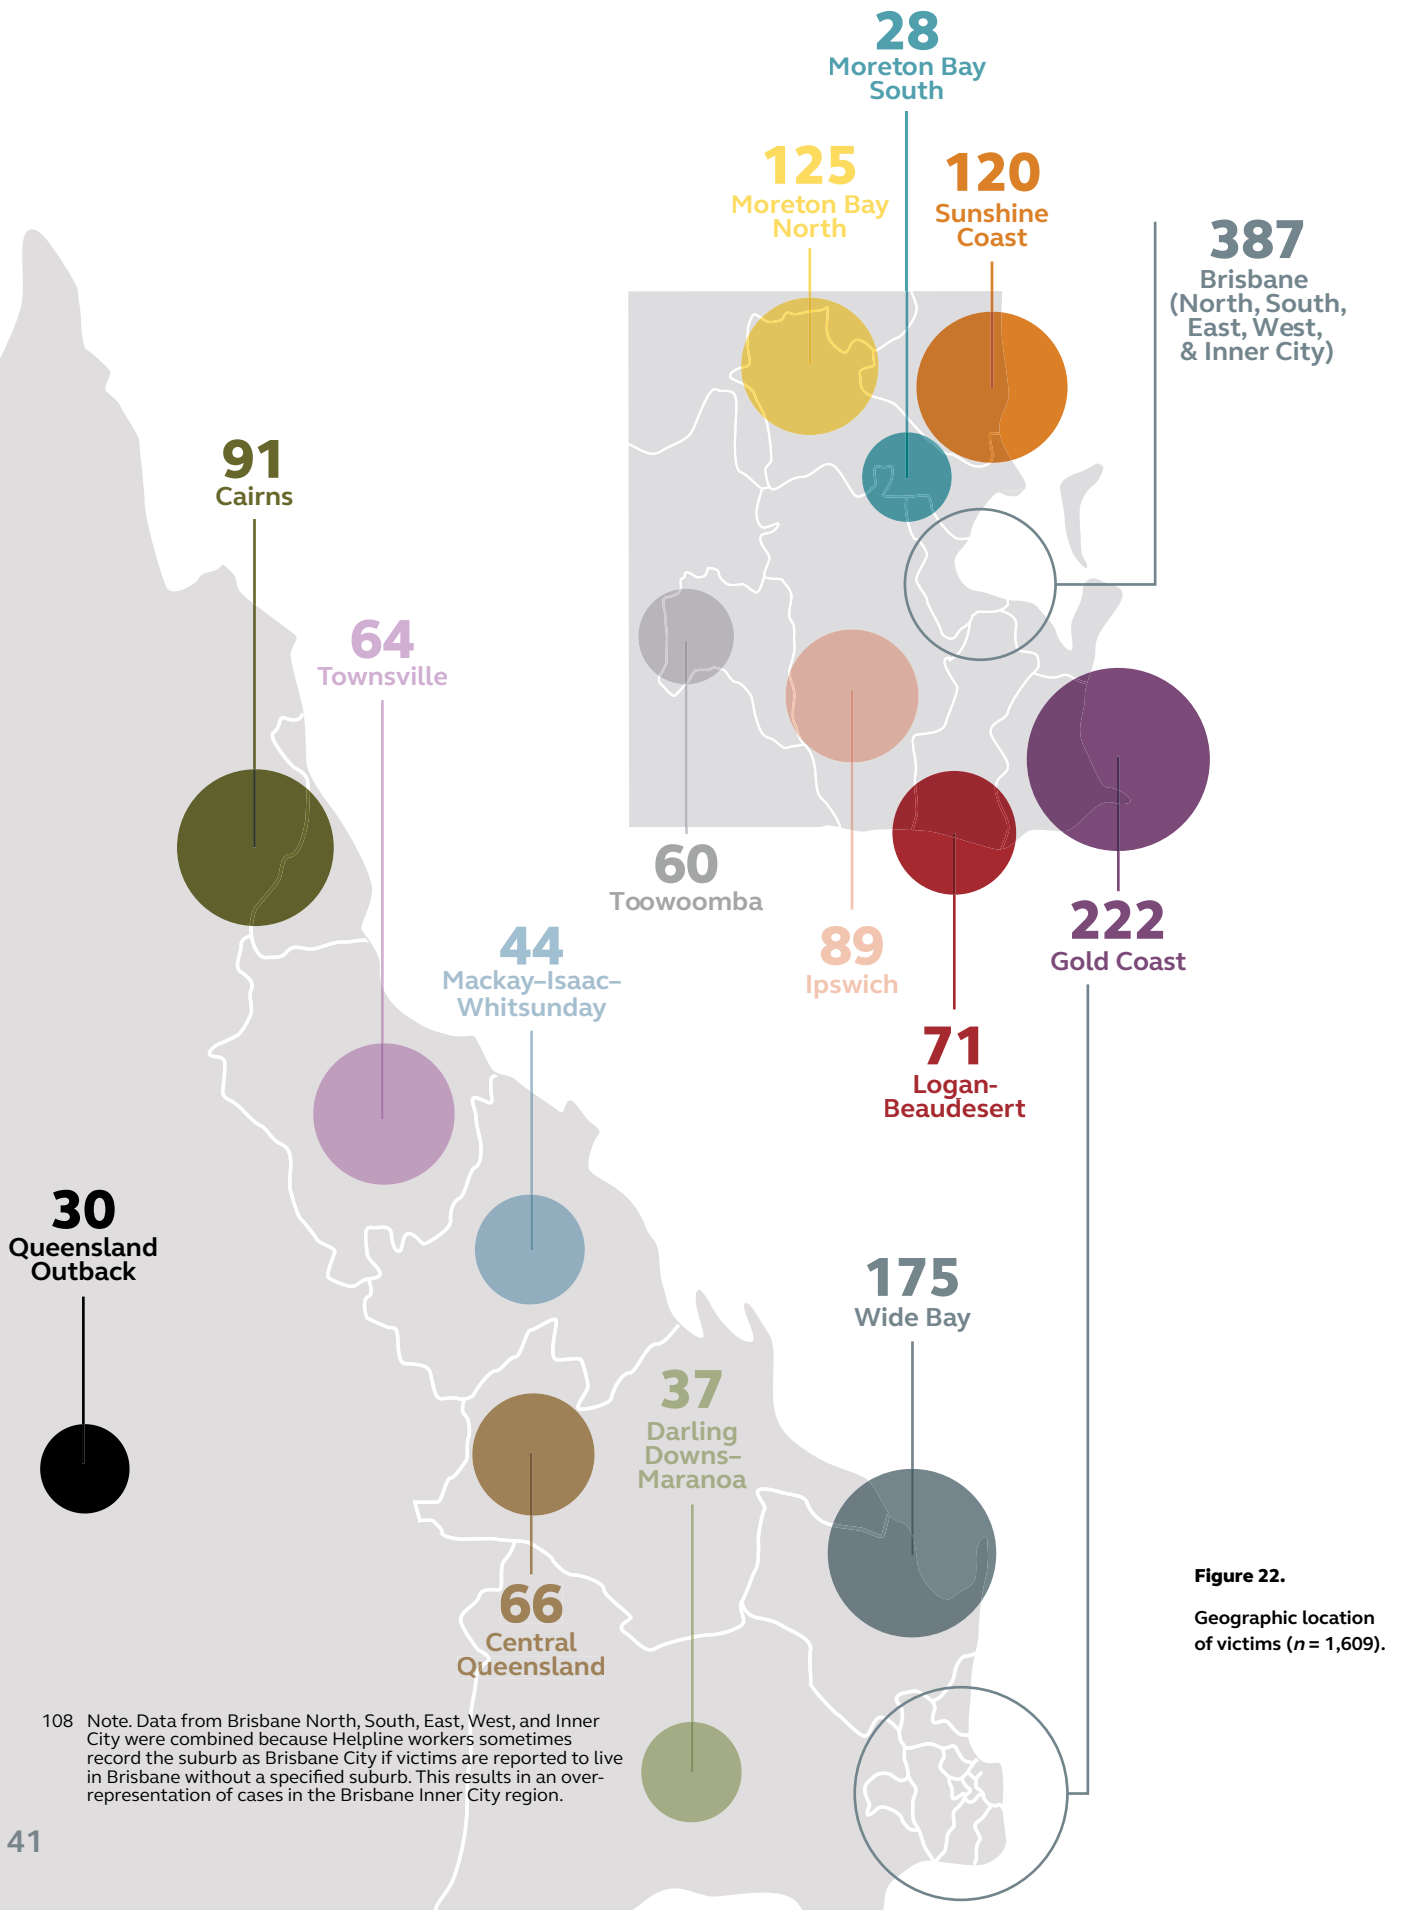 28
Moreton Bay
South
125
Moreton Bay
North
120
Sunshine
Coast
387
Brisbane
(North, South,
East, West,
& Inner City)
91
Cairns
64
Townsville
60
Toowoomba
89
Ipswich
222
Gold Coast
44
Mackay–Isaac–
Whitsunday
71
Logan-
Beaudesert
30
Queensland
Outback
175
Wide Bay
37
Darling
Downs–
Maranoa
66
Central
Queensland
Figure 22.
Geographic location
of victims (n = 1,609).
108 Note. Data from Brisbane North, South, East, West, and Inner
City were combined because Helpline workers sometimes
record the suburb as Brisbane City if victims are reported to live
in Brisbane without a specified suburb. This results in an over-
representation of cases in the Brisbane Inner City region.
41